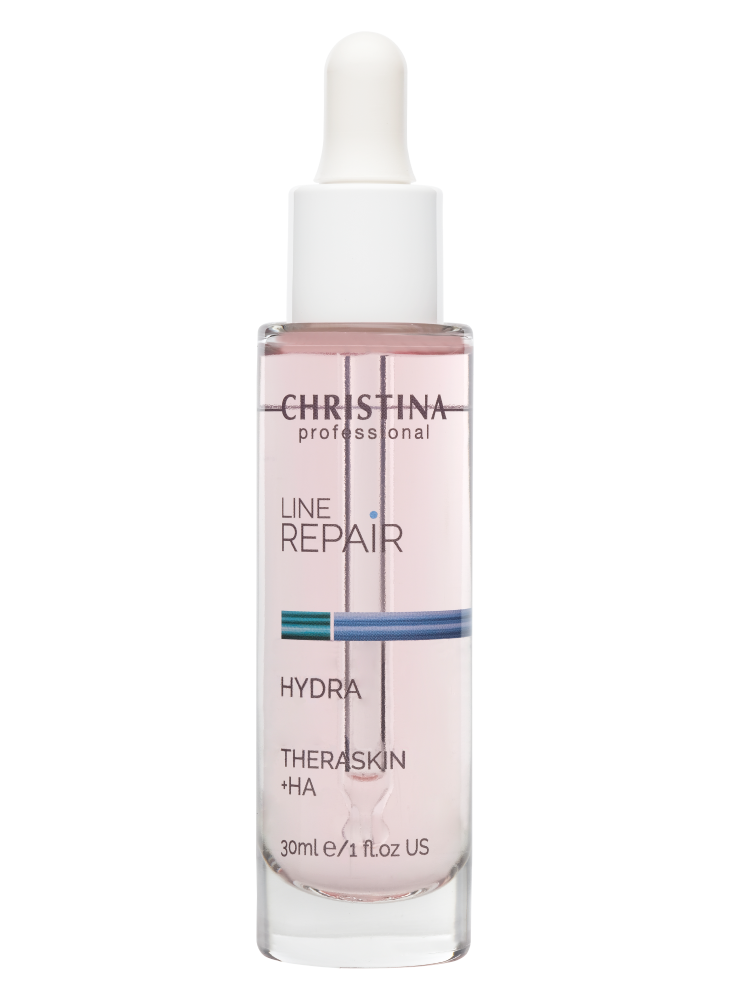 CHRISTINA
professional
LINE
REPAiR
HYDRA
THERASKIN
+HA
30ml e/1 fl.oz US